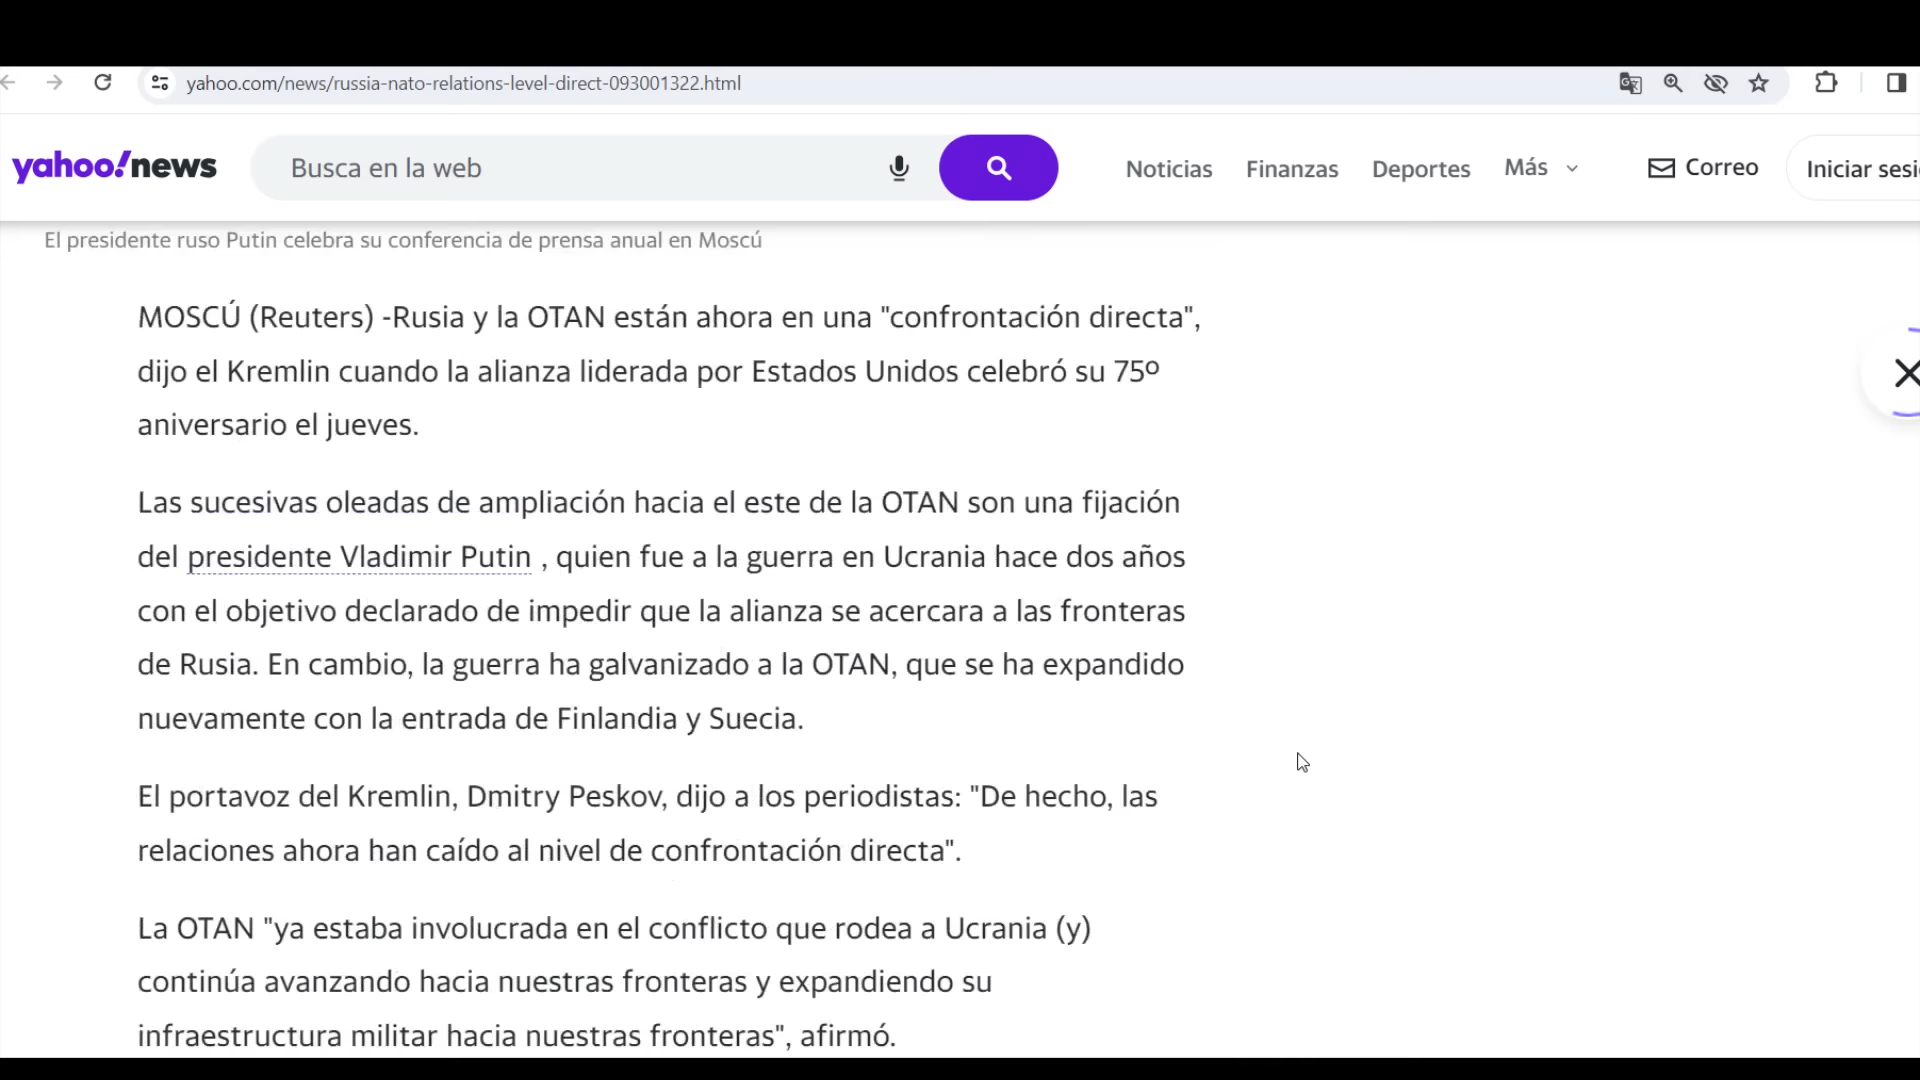 yahoo.com/news/russia-nato-relations-level-direct-093001322.html
yahoo!news
Busca en la web
Noticias
Finanzas
Deportes
Más
Correo
Iniciar sesi
El presidente ruso Putin celebra su conferencia de prensa anual en Moscú
MOSCÚ (Reuters) -Rusia y la OTAN están ahora en una "confrontación directa",
dijo el Kremlin cuando la alianza liderada por Estados Unidos celebró su 75º
aniversario el jueves.
Las sucesivas oleadas de ampliación hacia el este de la OTAN son una fijación
del presidente Vladimir Putin , quien fue a la guerra en Ucrania hace dos años
con el objetivo declarado de impedir que la alianza se acercara a las fronteras
de Rusia. En cambio, la guerra ha galvanizado a la OTAN, que se ha expandido
nuevamente con la entrada de Finlandia y Suecia.
El portavoz del Kremlin, Dmitry Peskov, dijo a los periodistas: "De hecho, las
relaciones ahora han caído al nivel de confrontación directa".
La OTAN "ya estaba involucrada en el conflicto que rodea a Ucrania (y)
continúa avanzando hacia nuestras fronteras y expandiendo su
infraestructura militar hacia nuestras fronteras", afirmó.